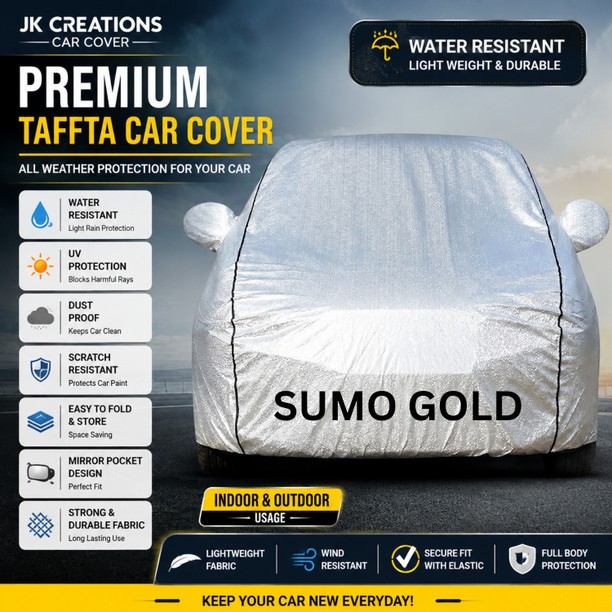 JK CREATIONS
CAR COVER
PREMIUM
TAFFTA CAR COVER
ALL WEATHER PROTECTION FOR YOUR CAR
WATER RESISTANT
LIGHT WEIGHT & DURABLE
WATER
RESISTANT
Light Rain Protection
UV
PROTECTION
Blocks Harmful Rays
DUST
PROOF
Keeps Car Clean
SCRATCH
RESISTANT
Protects Car Paint
EASY TO FOLD
& STORE
Space Saving
MIRROR POCKET
DESIGN
Perfect Fit
STRONG &
DURABLE FABRIC
Long Lasting Use
SUMO GOLD
INDOOR & OUTDOOR
USAGE
LIGHTWEIGHT
FABRIC
WIND
RESISTANT
SECURE FIT
WITH ELASTIC
FULL BODY
PROTECTION
KEEP YOUR CAR NEW EVERYDAY!